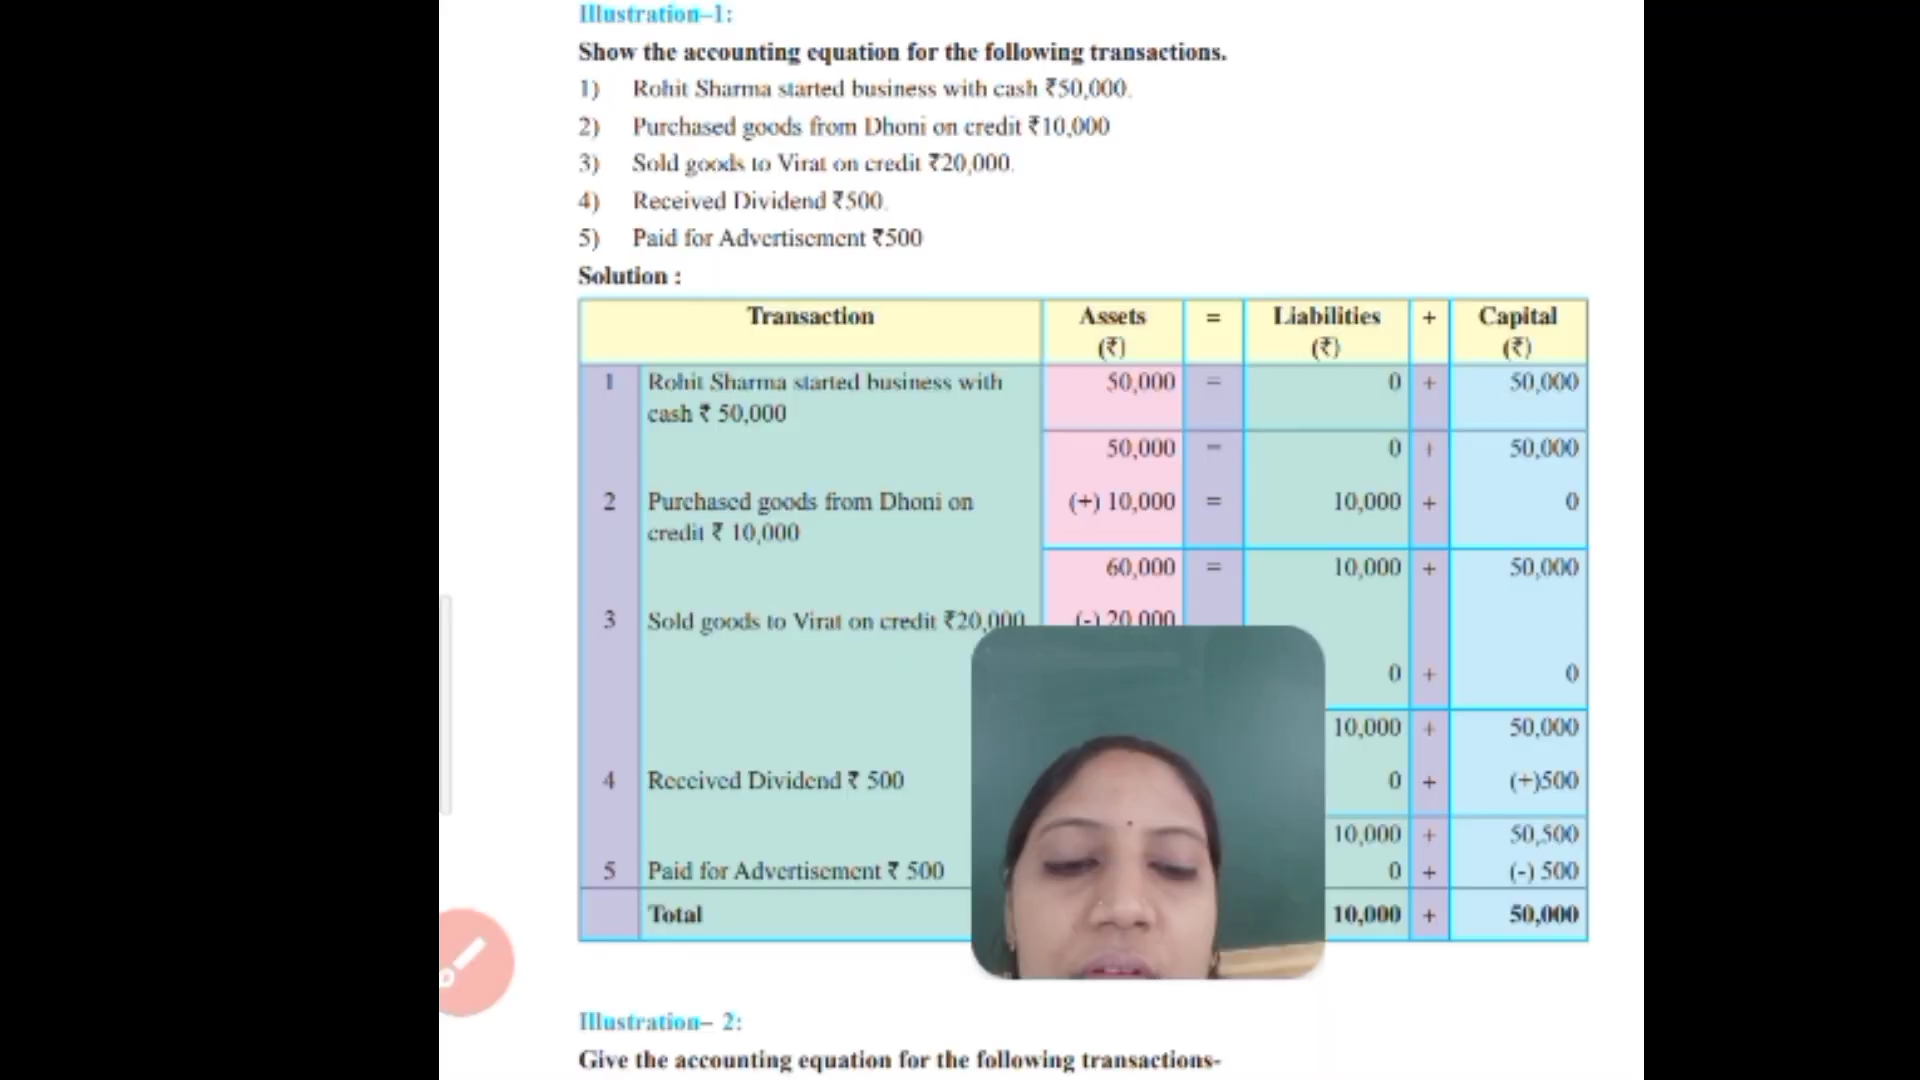 Illustration–1:
Show the accounting equation for the following transactions.
1) Rohit Sharma started business with cash ₹50,000.
2) Purchased goods from Dhoni on credit ₹10,000
3) Sold goods to Virat on credit ₹20,000.
4) Received Dividend ₹500.
5) Paid for Advertisement ₹500
Solution :
Transaction Assets = Liabilities + Capital
(₹) (₹) (₹)
1 Rohit Sharma started business with 50,000 = 0 + 50,000
cash ₹ 50,000
50,000 = 0 + 50,000
2 Purchased goods from Dhoni on (+) 10,000 = 10,000 + 0
credit ₹ 10,000
60,000 = 10,000 + 50,000
3 Sold goods to Virat on credit ₹20,000 (-) 20,000
0 + 0
10,000 + 50,000
4 Received Dividend ₹ 500 0 + (+)500
10,000 + 50,500
5 Paid for Advertisement ₹ 500 0 + (-) 500
Total 10,000 + 50,000
Illustration– 2:
Give the accounting equation for the following transactions-